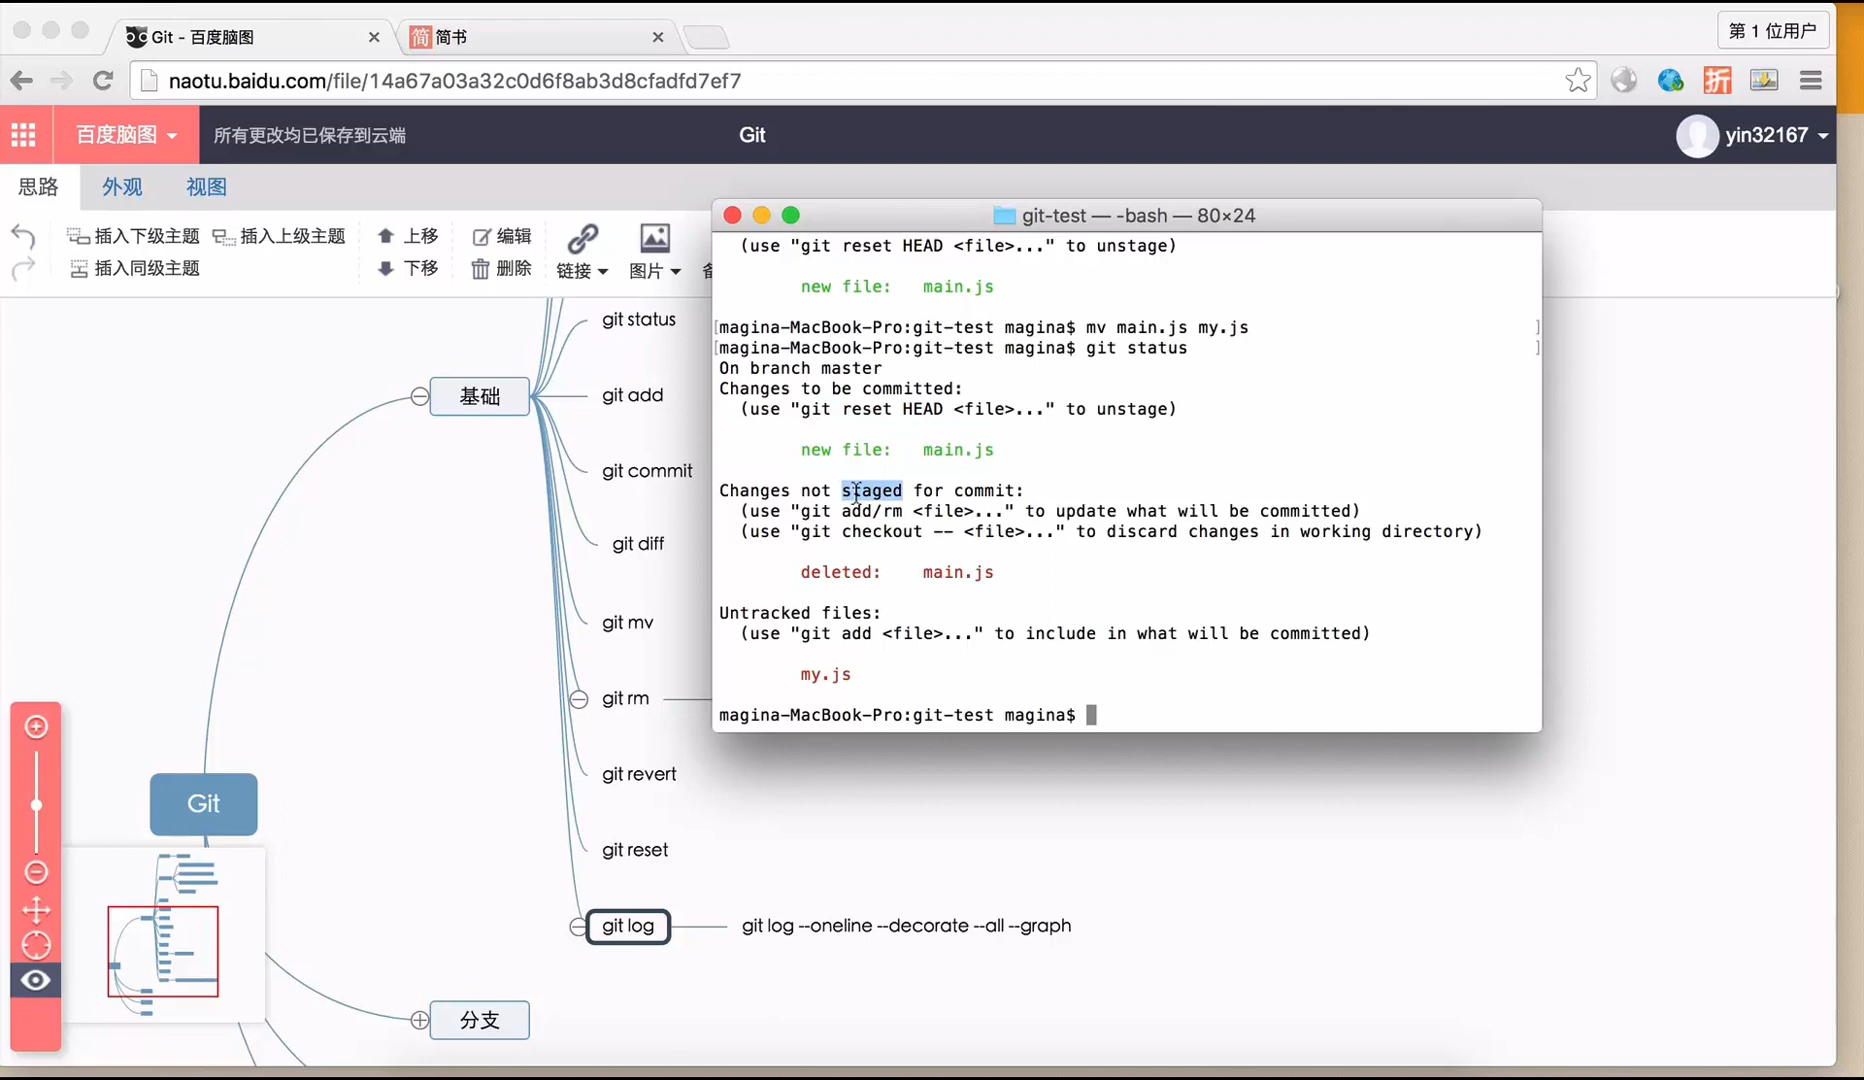 Git - 百度脑图
简书
第 1 位用户
naotu.baidu.com/file/14a67a03a32c0d6f8ab3d8cfadfd7ef7
折
百度脑图
所有更改均已保存到云端
Git
yin32167
思路
外观
视图
插入下级主题
插入上级主题
插入同级主题
上移
下移
编辑
删除
链接
图片
git-test — -bash — 80×24
(use "git reset HEAD <file>..." to unstage)
new file:   main.js
[magina-MacBook-Pro:git-test magina$ mv main.js my.js ]
[magina-MacBook-Pro:git-test magina$ git status ]
On branch master
Changes to be committed:
(use "git reset HEAD <file>..." to unstage)
new file:   main.js
Changes not staged for commit:
(use "git add/rm <file>..." to update what will be committed)
(use "git checkout -- <file>..." to discard changes in working directory)
deleted:    main.js
Untracked files:
(use "git add <file>..." to include in what will be committed)
my.js
magina-MacBook-Pro:git-test magina$
git status
基础
git add
git commit
git diff
git mv
git rm
git revert
Git
git reset
git log
git log --oneline --decorate --all --graph
分支